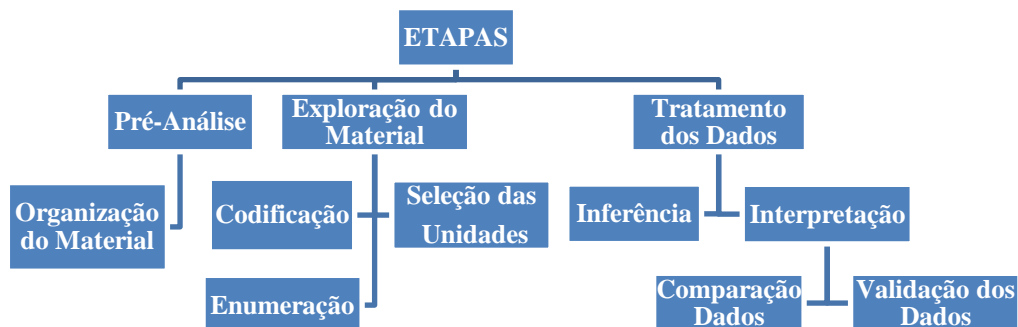 ETAPAS
Pré-Análise
Exploração do
Material
Tratamento
dos Dados
Organização
do Material
Codificação
Seleção das
Unidades
Inferência
Interpretação
Enumeração
Comparação
Dados
Validação dos
Dados